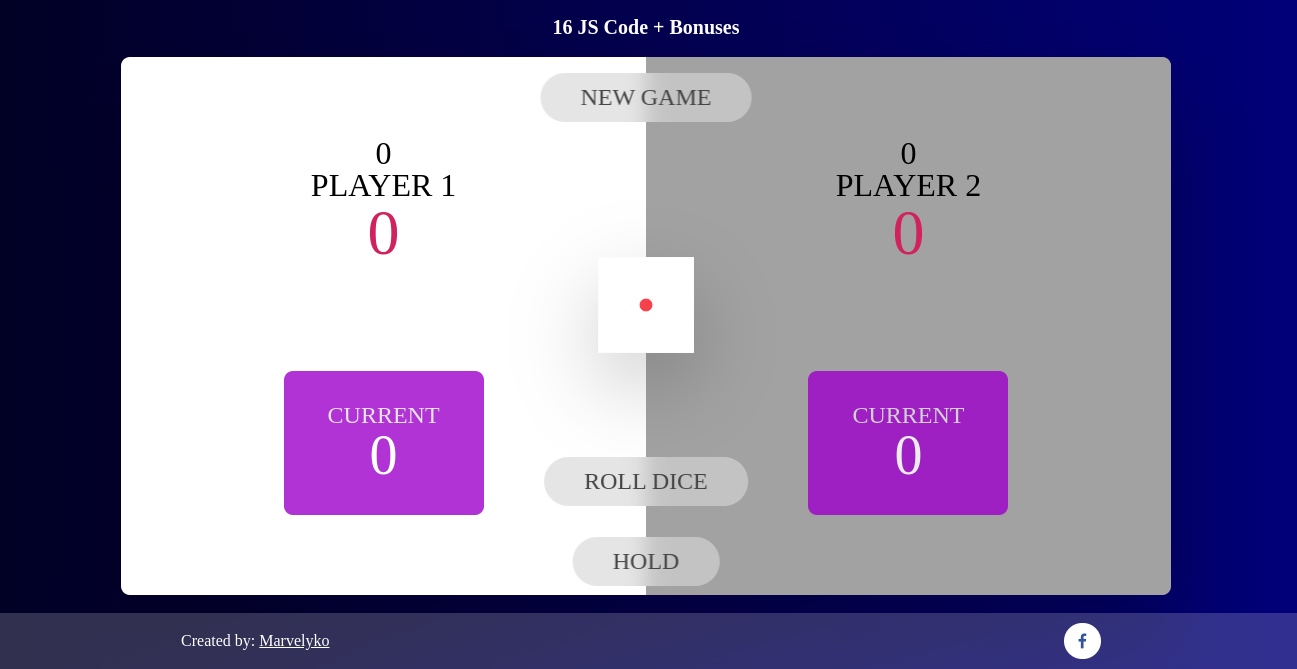 16 JS Code + Bonuses
NEW GAME
0
PLAYER 1
0
0
PLAYER 2
0
CURRENT
0
CURRENT
0
ROLL DICE
HOLD
Created by: Marvelyko